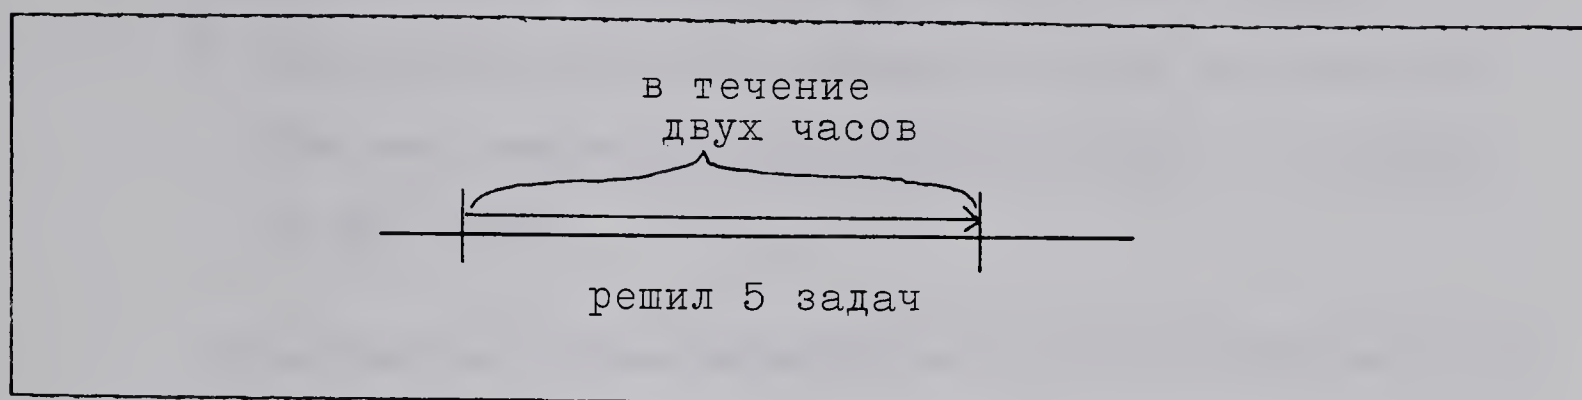 в течение
двух часов
решил 5 задач